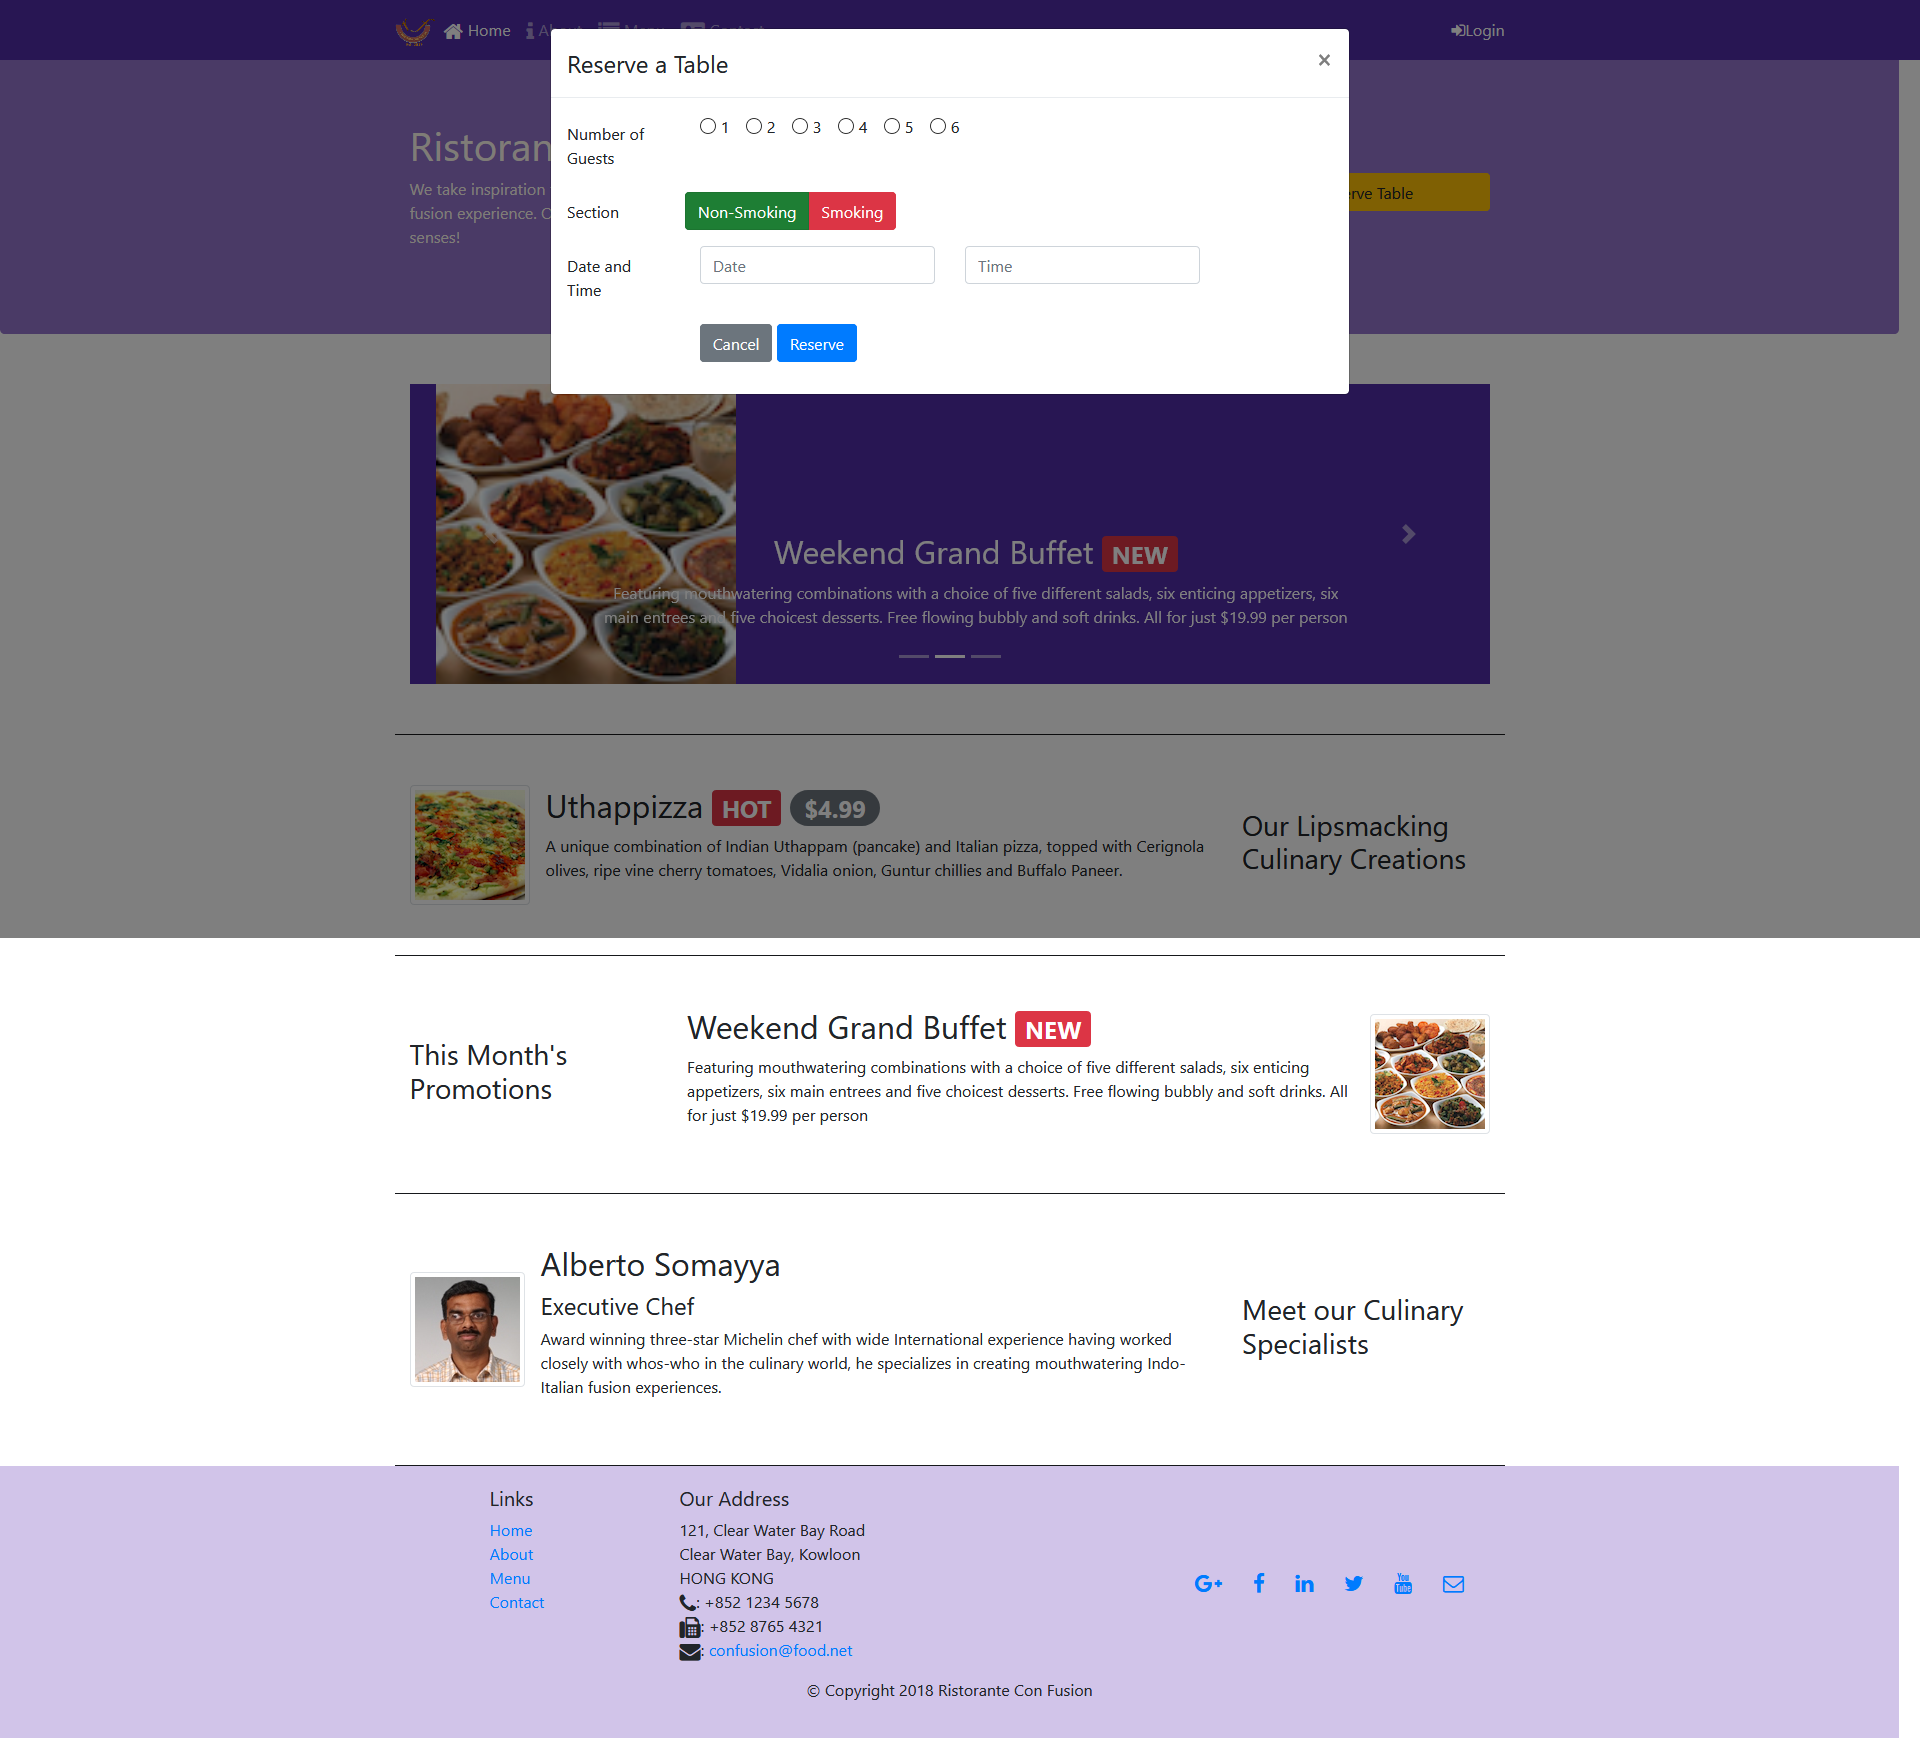 Home
Login
Reserve a Table
×
Number of
Guests
1 2 3 4 5 6
Section
Non-Smoking Smoking
Date and
Time
Date
Time
Cancel Reserve
We take inspiration
fusion experience.
senses!
Table
Weekend Grand Buffet NEW
Featuring mouthwatering combinations with a choice of five different salads, six enticing appetizers, six
main entrees and five choicest desserts. Free flowing bubbly and soft drinks. All for just $19.99 per person
Uthappizza HOT $4.99
A unique combination of Indian Uthappam (pancake) and Italian pizza, topped with Cerignola
olives, ripe vine cherry tomatoes, Vidalia onion, Guntur chillies and Buffalo Paneer.
Our Lipsmacking
Culinary Creations
This Month's
Promotions
Weekend Grand Buffet NEW
Featuring mouthwatering combinations with a choice of five different salads, six enticing
appetizers, six main entrees and five choicest desserts. Free flowing bubbly and soft drinks. All
for just $19.99 per person
Alberto Somayya
Executive Chef
Award winning three-star Michelin chef with wide International experience having worked
closely with whos-who in the culinary world, he specializes in creating mouthwatering Indo-
Italian fusion experiences.
Meet our Culinary
Specialists
Links
Home
About
Menu
Contact
Our Address
121, Clear Water Bay Road
Clear Water Bay, Kowloon
HONG KONG
: +852 1234 5678
: +852 8765 4321
: confusion@food.net
© Copyright 2018 Ristorante Con Fusion